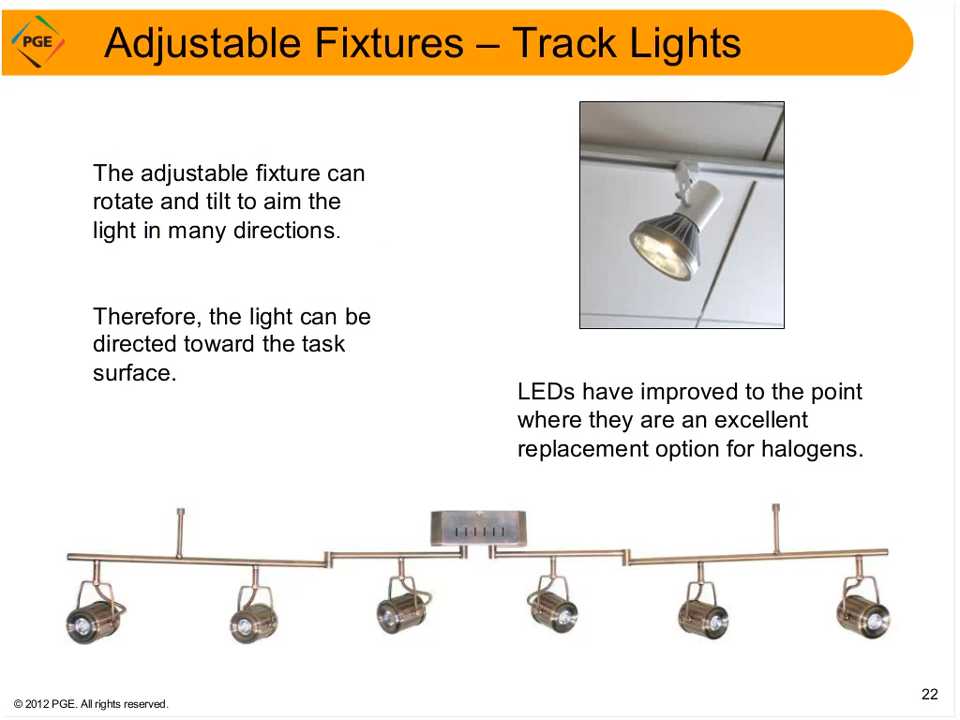 PGE
Adjustable Fixtures – Track Lights
The adjustable fixture can
rotate and tilt to aim the
light in many directions.
Therefore, the light can be
directed toward the task
surface.
LEDs have improved to the point
where they are an excellent
replacement option for halogens.
© 2012 PGE. All rights reserved.
22